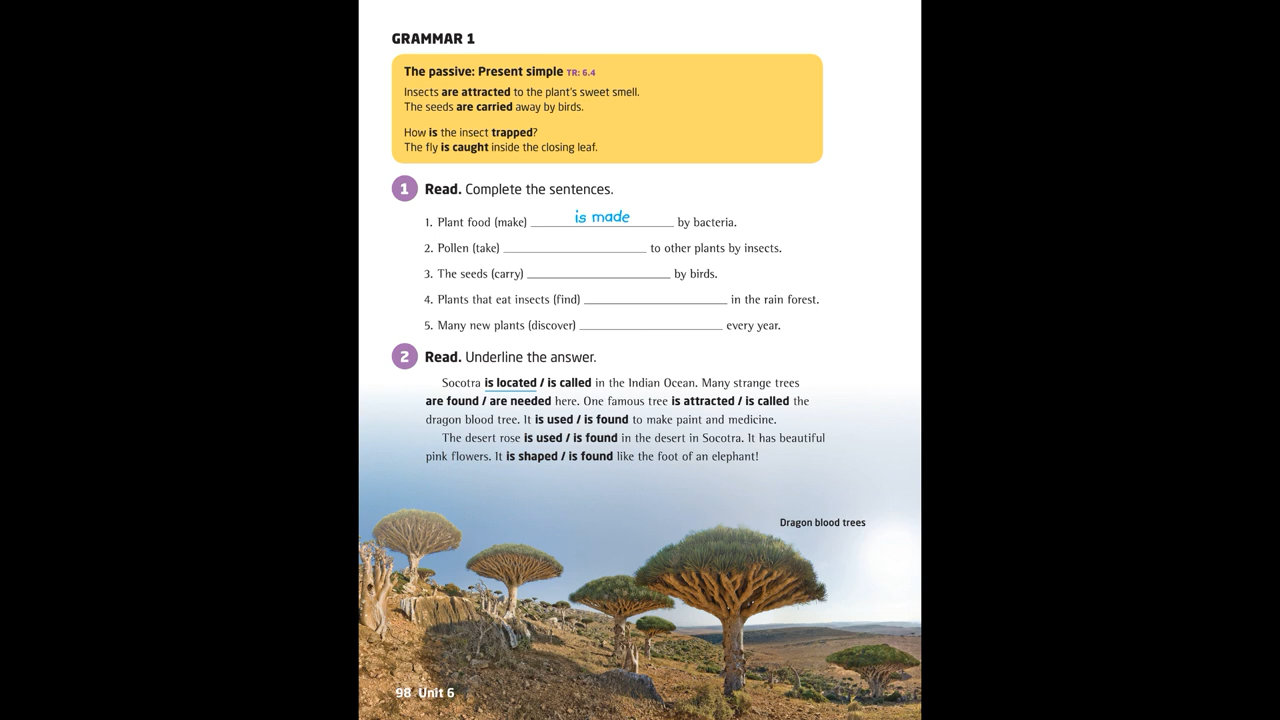 GRAMMAR 1
The passive: Present simple TR: 6.4
Insects are attracted to the plant's sweet smell.
The seeds are carried away by birds.
How is the insect trapped?
The fly is caught inside the closing leaf.
1 Read. Complete the sentences.
1. Plant food (make) is made by bacteria.
2. Pollen (take) ______ to other plants by insects.
3. The seeds (carry) ______ by birds.
4. Plants that eat insects (find) ______ in the rain forest.
5. Many new plants (discover) ______ every year.
2 Read. Underline the answer.
Socotra is located / is called in the Indian Ocean. Many strange trees
are found / are needed here. One famous tree is attracted / is called the
dragon blood tree. It is used / is found to make paint and medicine.
The desert rose is used / is found in the desert in Socotra. It has beautiful
pink flowers. It is shaped / is found like the foot of an elephant!
Dragon blood trees
98 Unit 6